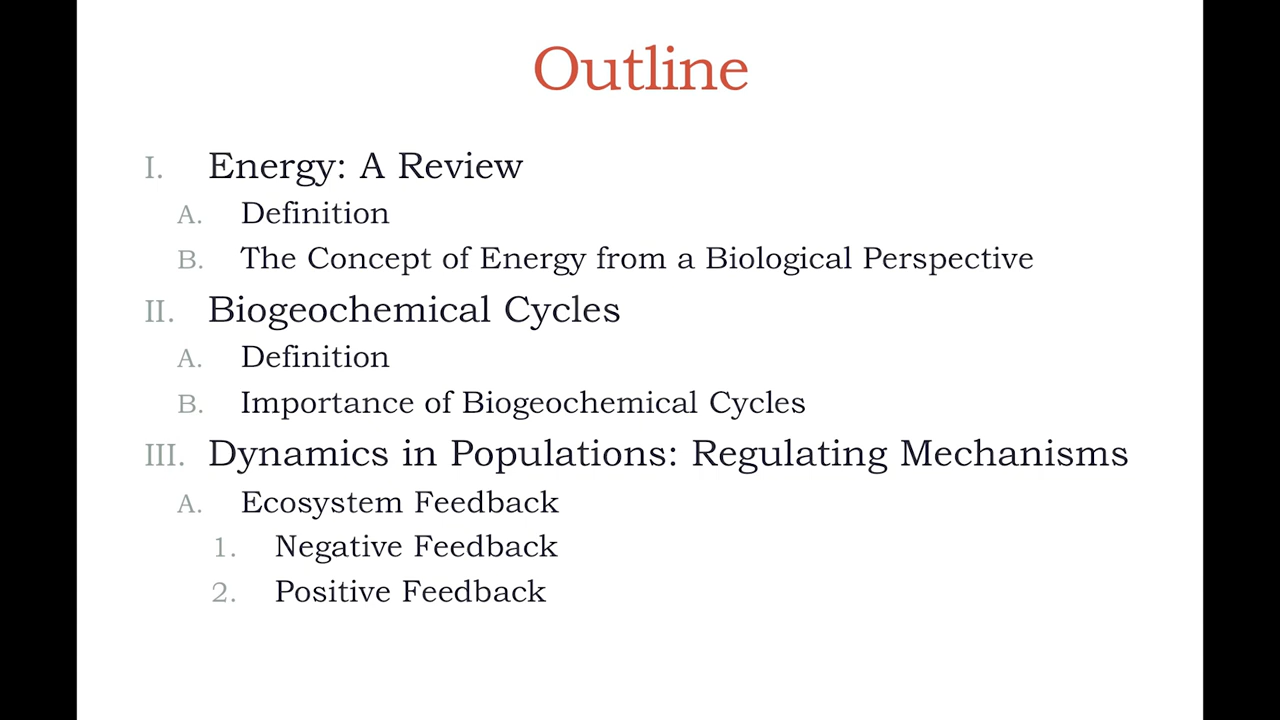 Outline
I. Energy: A Review
A. Definition
B. The Concept of Energy from a Biological Perspective
II. Biogeochemical Cycles
A. Definition
B. Importance of Biogeochemical Cycles
III. Dynamics in Populations: Regulating Mechanisms
A. Ecosystem Feedback
1. Negative Feedback
2. Positive Feedback